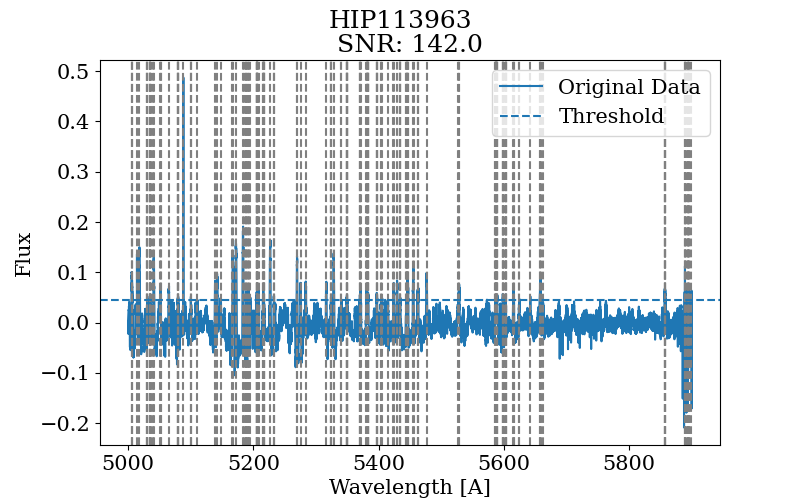 HIP113963
SNR: 142.0
Original Data
Threshold
Flux
0.5
0.4
0.3
0.2
0.1
0.0
−0.1
−0.2
5000 5200 5400 5600 5800
Wavelength [A]